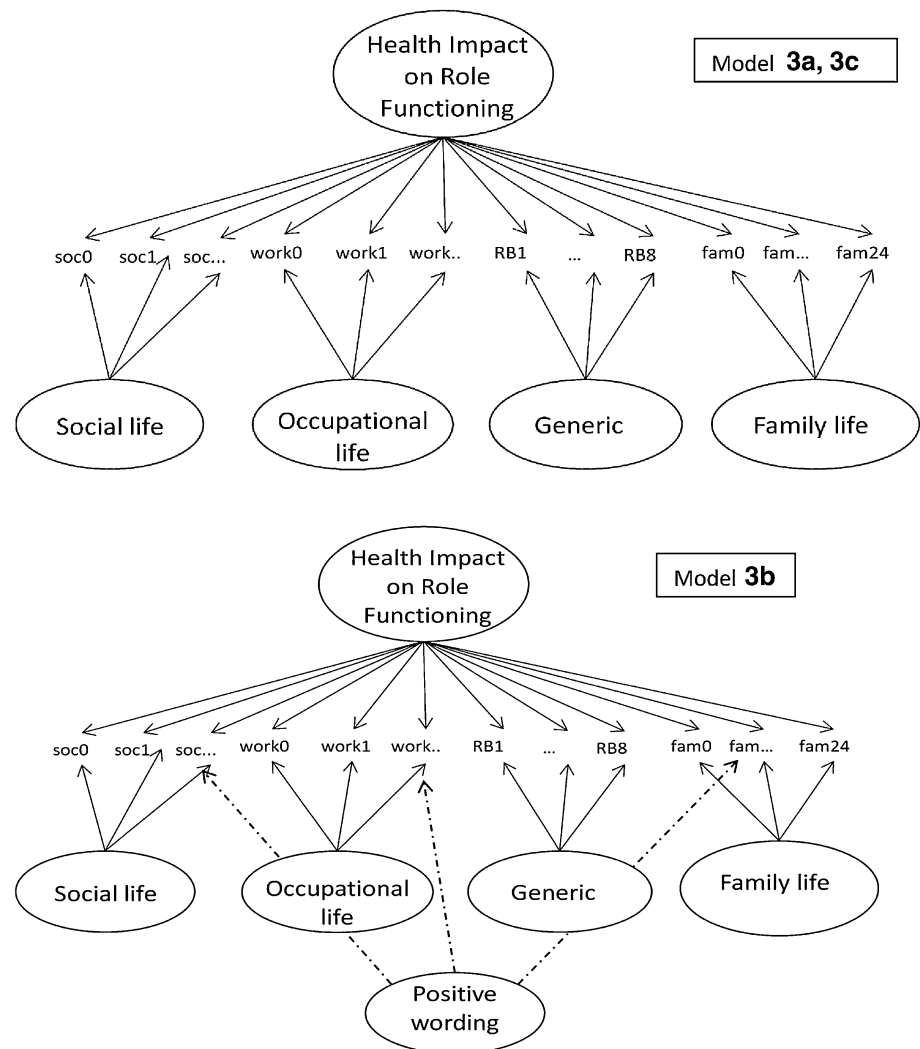 Health Impact
on Role
Functioning
Model 3a, 3c
soc0 soc1 soc... work0 work1 work.. RB1 ... RB8 fam0 fam... fam24
Social life
Occupational
life
Generic
Family life
Health Impact
on Role
Functioning
Model 3b
soc0 soc1 soc... work0 work1 work.. RB1 ... RB8 fam0 fam... fam24
Social life
Occupational
life
Generic
Family life
Positive
wording